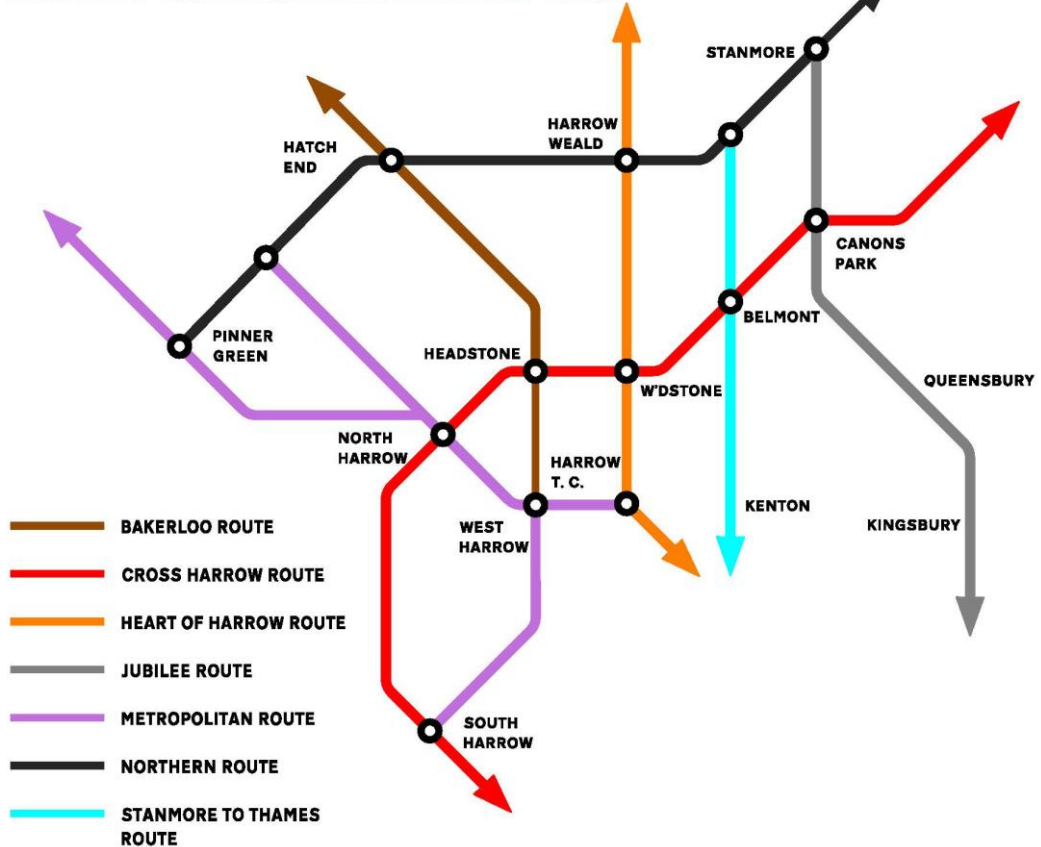 STANMORE
HARROW
WEALD
HATCH
END
CANONS
PARK
BELMONT
PINNER
GREEN
HEADSTONE
QUEENSBURY
W'DSTONE
NORTH
HARROW
HARROW
T. C.
KENTON
WEST
HARROW
KINGSBURY
SOUTH
HARROW
BAKERLOO ROUTE
CROSS HARROW ROUTE
HEART OF HARROW ROUTE
JUBILEE ROUTE
METROPOLITAN ROUTE
NORTHERN ROUTE
STANMORE TO THAMES
ROUTE